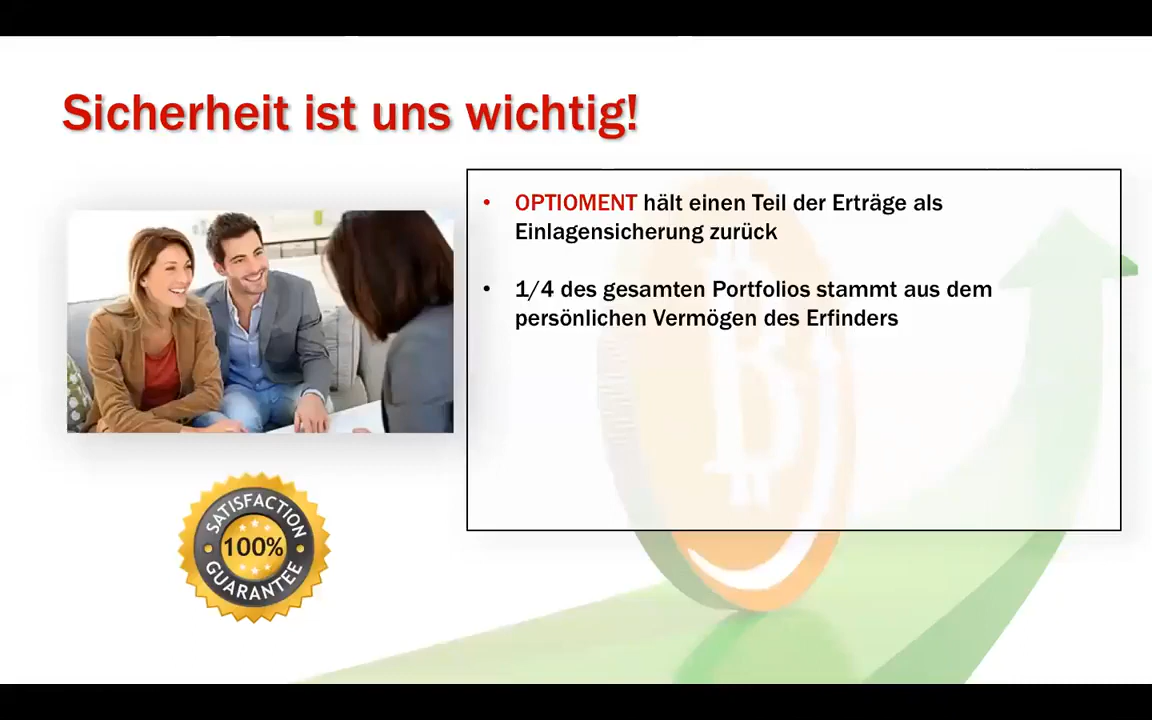 Sicherheit ist uns wichtig!
• OPTIOMENT hält einen Teil der Erträge als
Einlagensicherung zurück
• 1/4 des gesamten Portfolios stammt aus dem
persönlichen Vermögen des Erfinders
SATISFACTION
100%
GUARANTEE